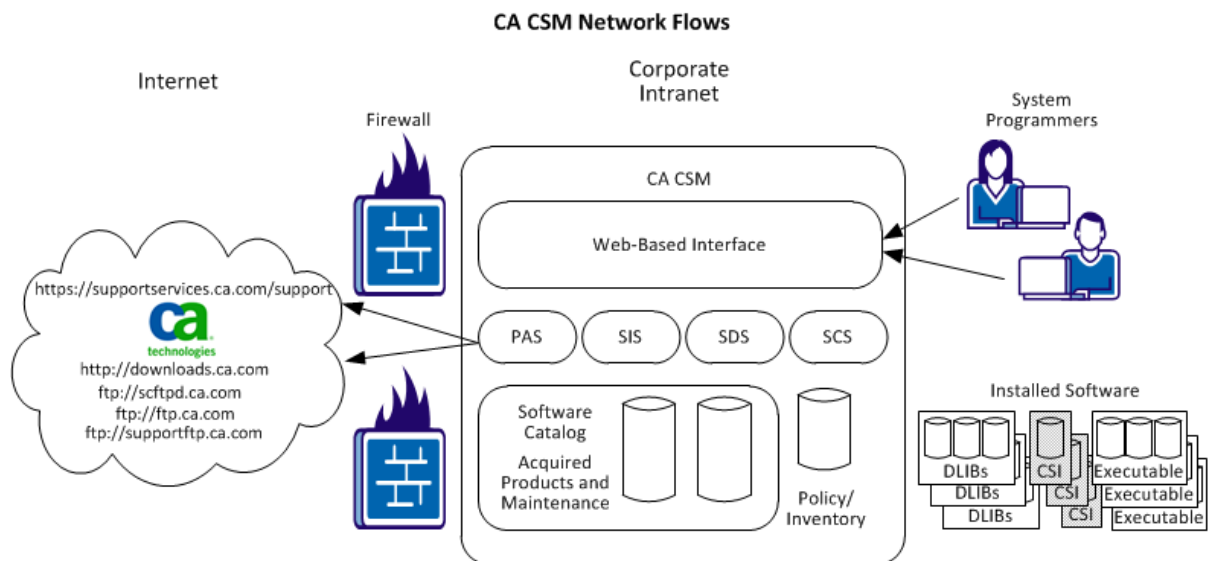 CA CSM Network Flows
Internet
Corporate
Intranet
Firewall
System
Programmers
CA CSM
Web-Based Interface
https://supportservices.ca.com/support
ca
technologies
http://downloads.ca.com
ftp://scftpd.ca.com
ftp://ftp.ca.com
ftp://supportftp.ca.com
PAS
SIS
SDS
SCS
Software
Catalog
Acquired
Products and
Maintenance
Policy/
Inventory
Installed Software
DLIBs
CSI
Executable
DLIBs
CSI
Executable
DLIBs
CSI
Executable